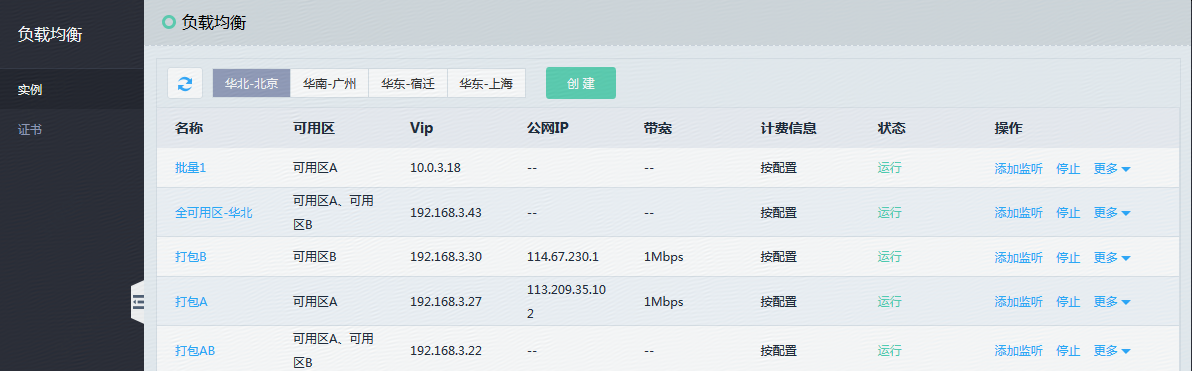 负载均衡
实例
证书
负载均衡
华北-北京 华南-广州 华东-宿迁 华东-上海 创 建
名称 可用区 Vip 公网IP 带宽 计费信息 状态 操作
批量1 可用区A 10.0.3.18 -- -- 按配置 运行 添加监听 停止 更多
全可用区-华北 可用区A、可用
区B 192.168.3.43 -- -- 按配置 运行 添加监听 停止 更多
打包B 可用区B 192.168.3.30 114.67.230.1 1Mbps 按配置 运行 添加监听 停止 更多
打包A 可用区A 192.168.3.27 113.209.35.10
2 1Mbps 按配置 运行 添加监听 停止 更多
打包AB 可用区A、可用
区B 192.168.3.22 -- -- 按配置 运行 添加监听 停止 更多